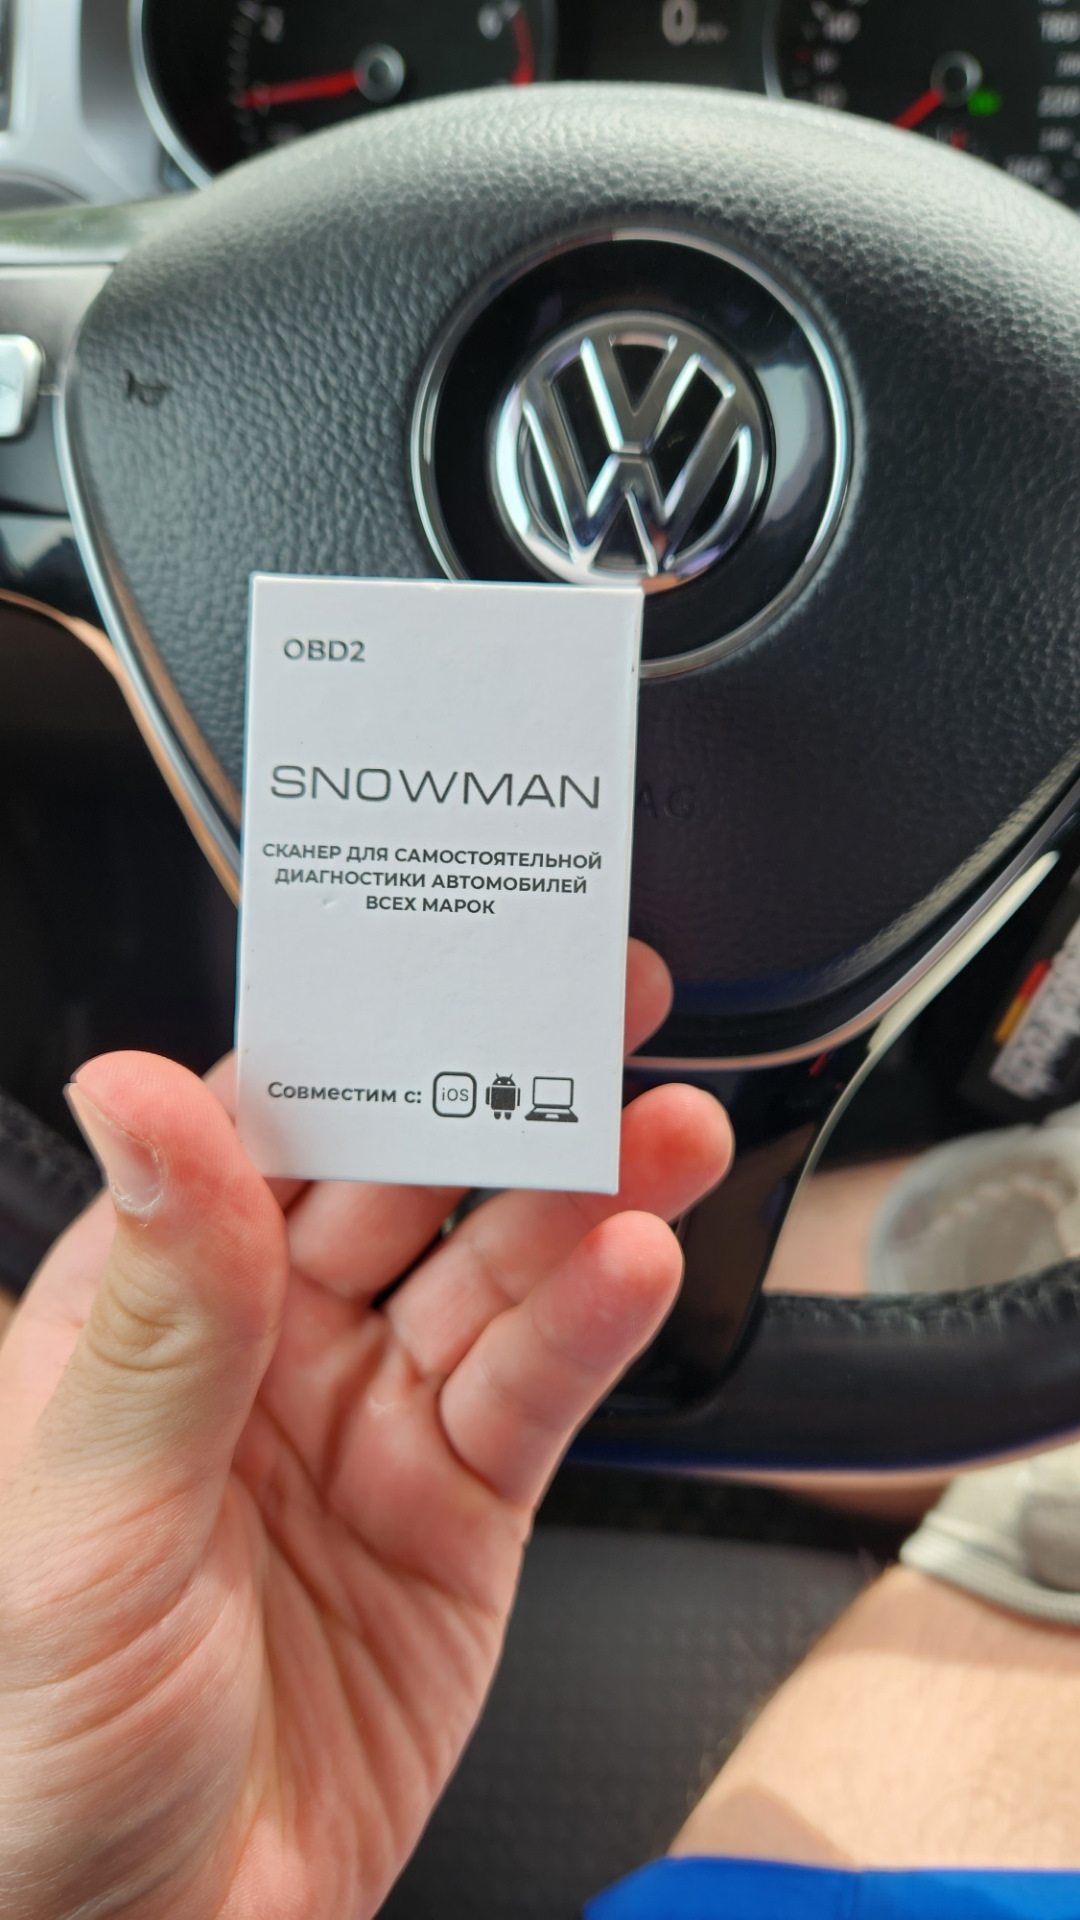 OBD2
SNOWMAN
СКАНЕР ДЛЯ САМОСТОЯТЕЛЬНОЙ
ДИАГНОСТИКИ АВТОМОБИЛЕЙ
ВСЕХ МАРОК
Совместим с: iOS